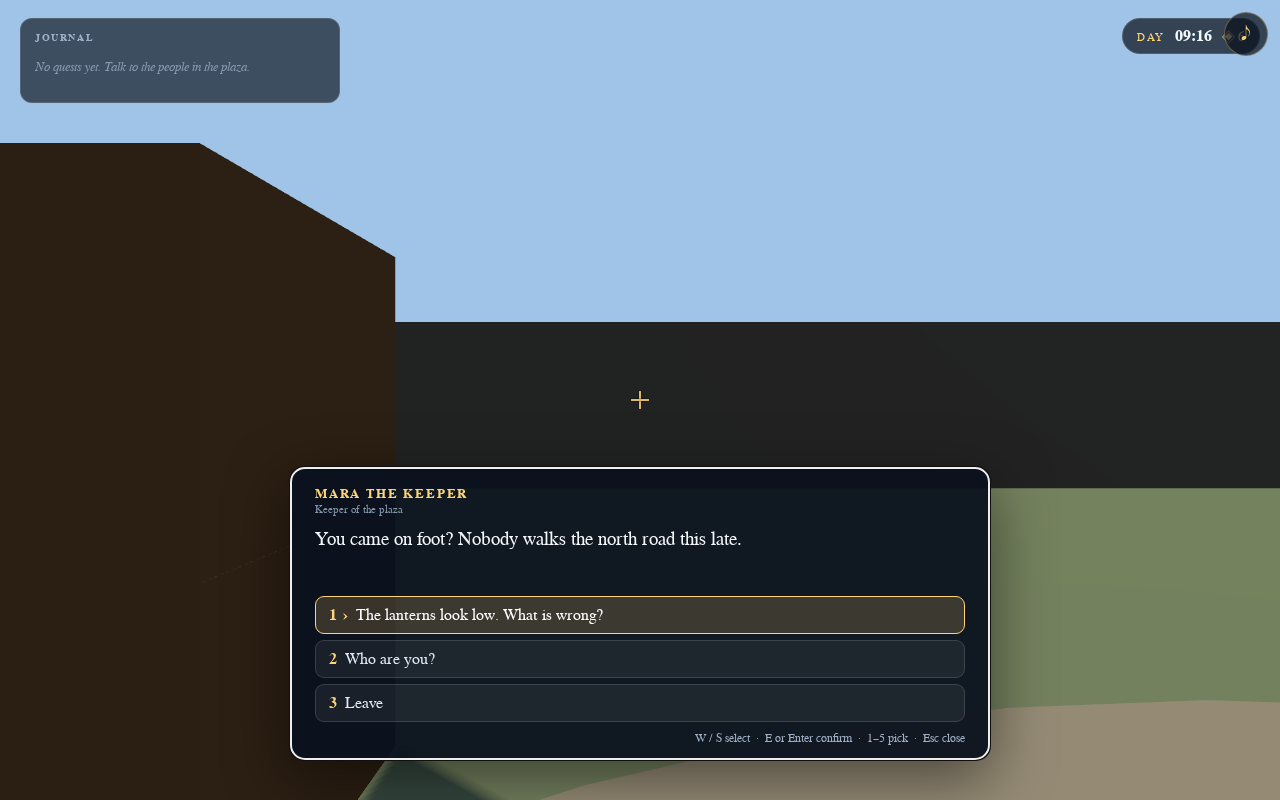 JOURNAL
No quests yet. Talk to the people in the plaza.
DAY 09:16
MARA THE KEEPER
Keeper of the plaza
You came on foot? Nobody walks the north road this late.
1 › The lanterns look low. What is wrong?
2 Who are you?
3 Leave
W / S select · E or Enter confirm · 1–5 pick · Esc close